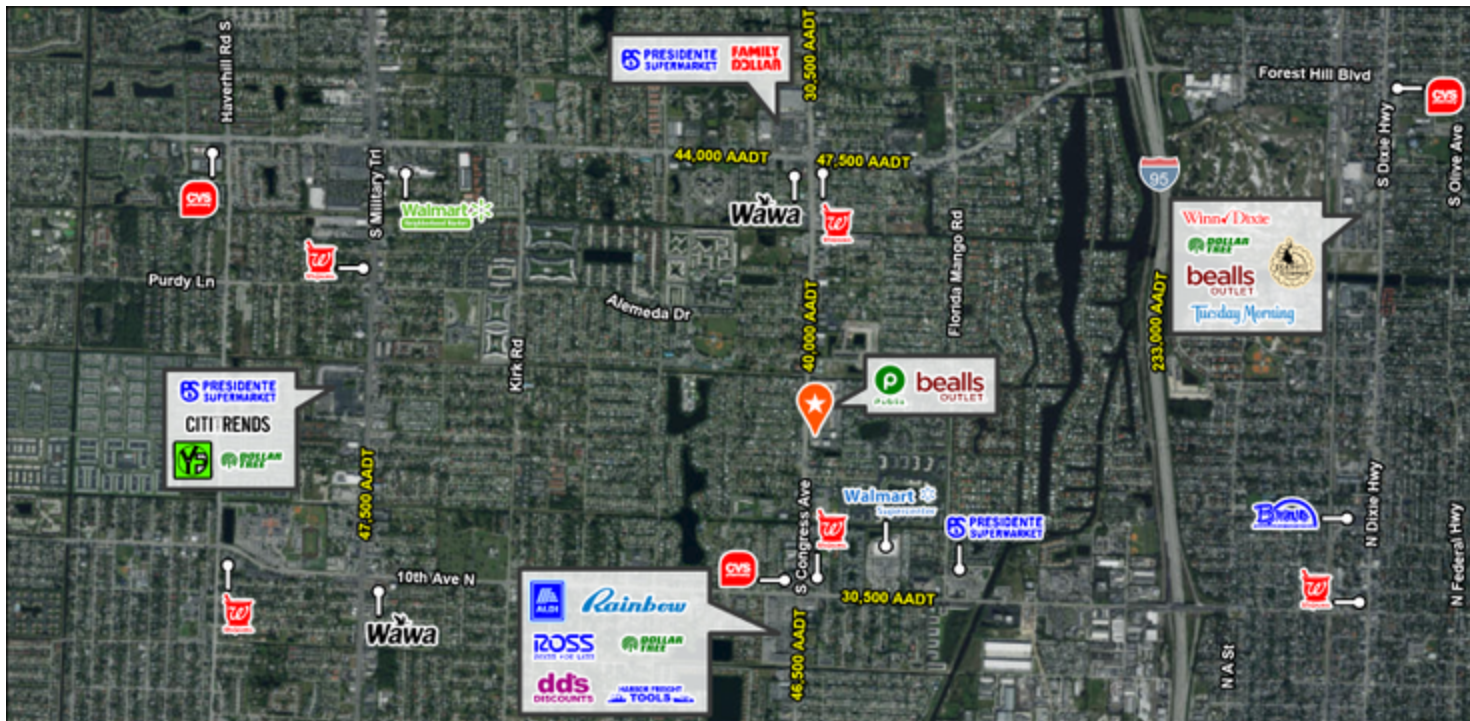 PRESIDENTE
SUPERMARKET
FAMILY
DOLLAR
30,500 AADT
Haverhill Rd S
S Military Trl
44,000 AADT
47,500 AADT
Forest Hill Blvd
S Dixie Hwy
CVS
S Olive Ave
CVS
Walmart
Neighborhood Market
Wawa
95
Winn Dixie
DOLLAR
TREE
bealls
OUTLET
Tuesday Morning
Purdy Ln
Alemeda Dr
Florida Mango Rd
40,000 AADT
233,000 AADT
Kirk Rd
PRESIDENTE
SUPERMARKET
CITI TRENDS
DOLLAR
TREE
Publix
bealls
OUTLET
47,500 AADT
Walmart
Supercenter
S Congress Ave
PRESIDENTE
SUPERMARKET
Bravo
N Dixie Hwy
N Federal Hwy
10th Ave N
Wawa
CVS
30,500 AADT
ALDI
Rainbow
ROSS
DRESS FOR LESS
DOLLAR
TREE
dd's
DISCOUNTS
HARBOR FREIGHT
TOOLS
46,500 AADT
N A St